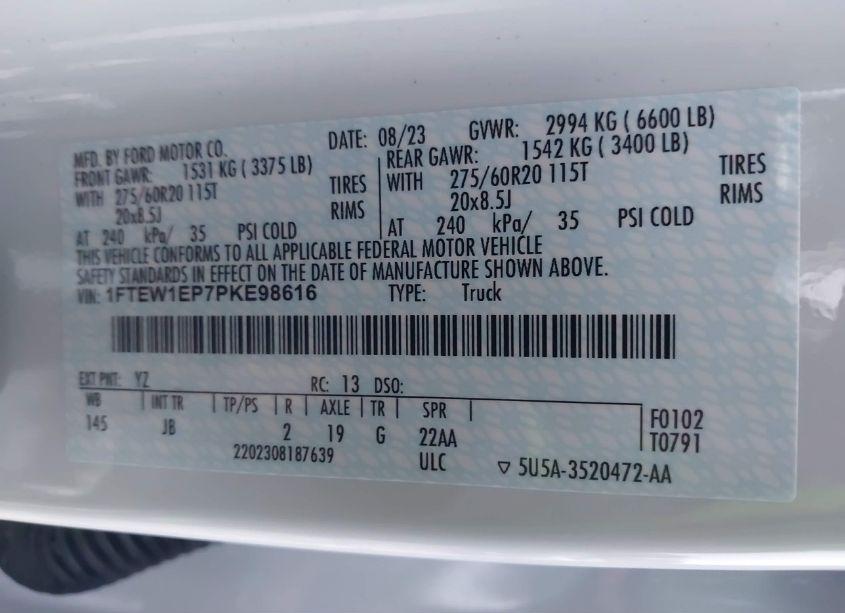 MFD. BY FORD MOTOR CO. DATE: 08/23 GVWR: 2994 KG ( 6600 LB)
FRONT GAWR: 1531 KG ( 3375 LB) REAR GAWR: 1542 KG ( 3400 LB)
WITH 275/60R20 115T TIRES WITH 275/60R20 115T TIRES
20x8.5J RIMS 20x8.5J RIMS
AT 240 kPa/ 35 PSI COLD AT 240 kPa/ 35 PSI COLD
THIS VEHICLE CONFORMS TO ALL APPLICABLE FEDERAL MOTOR VEHICLE
SAFETY STANDARDS IN EFFECT ON THE DATE OF MANUFACTURE SHOWN ABOVE.
VIN: 1FTEW1EP7PKE98616 TYPE: Truck
EXT PNT: YZ RC: 13 DSO:
WB INT TR TP/PS R AXLE TR SPR F0102
145 JB 2 19 G 22AA T0791
2202308187639 ULC ▽ 5U5A-3520472-AA